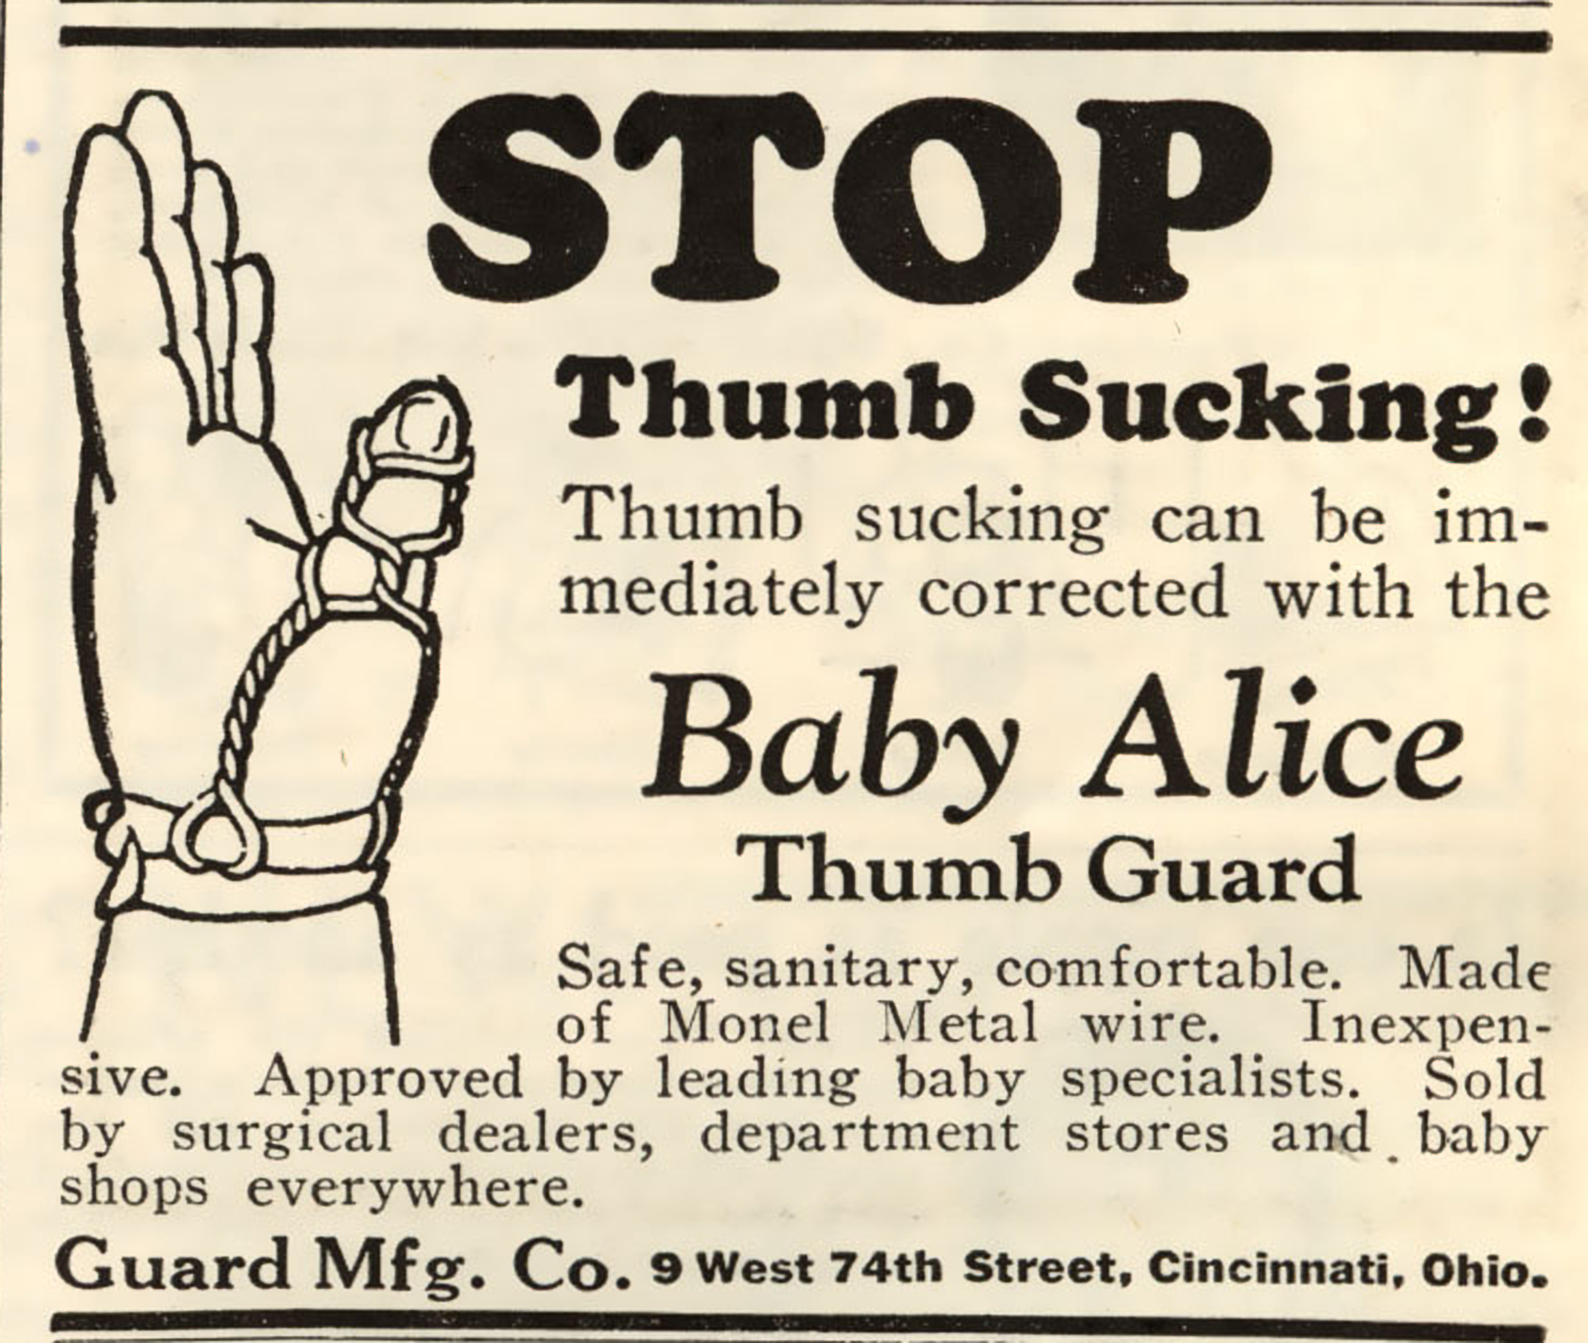 STOP
Thumb Sucking!
Thumb sucking can be im-
mediately corrected with the
Baby Alice
Thumb Guard
Safe, sanitary, comfortable. Made
of Monel Metal wire. Inexpen-
sive. Approved by leading baby specialists. Sold
by surgical dealers, department stores and baby
shops everywhere.
Guard Mfg. Co. 9 West 74th Street, Cincinnati, Ohio.